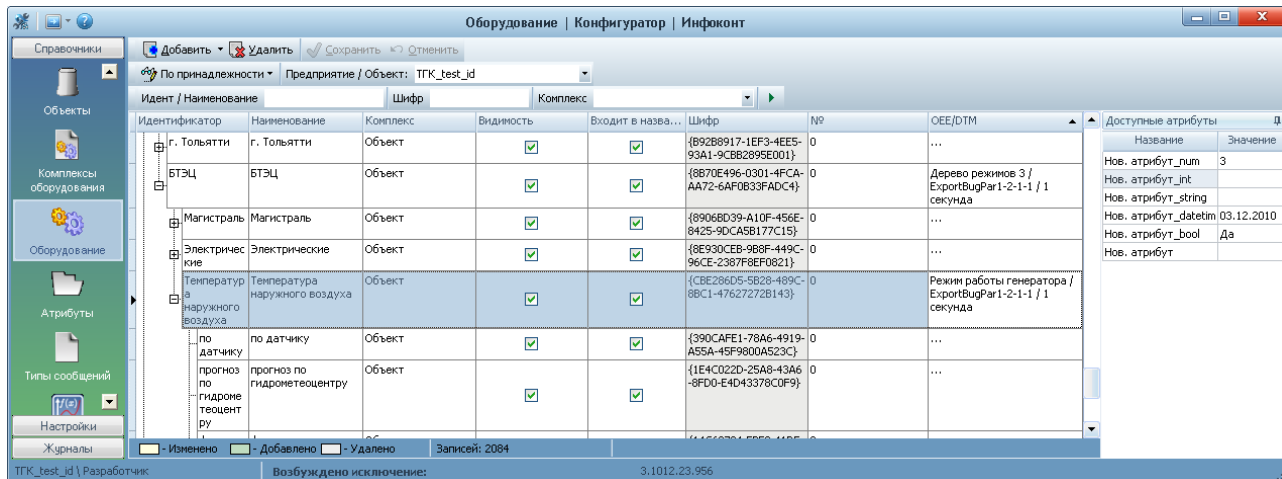 Оборудование | Конфигуратор | Инфоконт
Справочники
Объекты
Комплексы
оборудования
Оборудование
Атрибуты
Типы сообщений
Настройки
Журналы
Добавить Удалить Сохранить Отменить
По принадлежности Предприятие / Объект: ТГК_test_id
Идент / Наименование Шифр Комплекс
Идентификатор Наименование Комплекс Видимость Входит в назва... Шифр № OEE/DTM
г. Тольятти г. Тольятти Объект {B92B8917-1EF3-4EE5- 0 ...
93A1-9CBB2895E001}
БТЭЦ БТЭЦ Объект {8B70E496-0301-4FCA- 0 Дерево режимов 3 /
AA72-6AF0B33FADC4} ExportBugPar1-2-1-1 / 1
секунда
Магистраль Магистраль Объект {8906BD39-A10F-456E- 0 ...
8425-9DCA5B177C15}
Электричес Электрические Объект {8E930CEB-89BF-449C- 0 ...
кие 96CE-2387F8EF0821}
Температур Температура Объект {CBE286D5-5B28-489C- 0 Режим работы генератора /
а наружного воздуха 8BC1-47627272B143} ExportBugPar1-2-1-1 / 1
наружного секунда
воздуха
по по датчику Объект {390CAFE1-78A6-4919- 0 ...
датчику A55A-45F9800A523C}
прогноз прогноз по Объект {1E4C022D-25A8-43A6 0 ...
по гидрометеоцентру -8FD0-E4D43378C0F9}
гидроме
теоцент
ру
- Изменено - Добавлено - Удалено Записей: 2084
Доступные атрибуты
Название Значение
Нов. атрибут_num 3
Нов. атрибут_int
Нов. атрибут_string
Нов. атрибут_datetim 03.12.2010
Нов. атрибут_bool Да
Нов. атрибут
ТГК_test_id \ Разработчик Возбуждено исключение: 3.1012.23.956